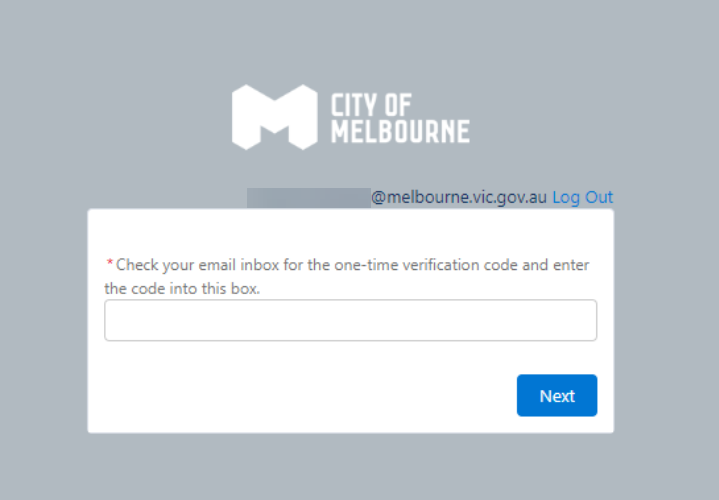 CITY OF
MELBOURNE
@melbourne.vic.gov.au Log Out
*Check your email inbox for the one-time verification code and enter
the code into this box.
Next